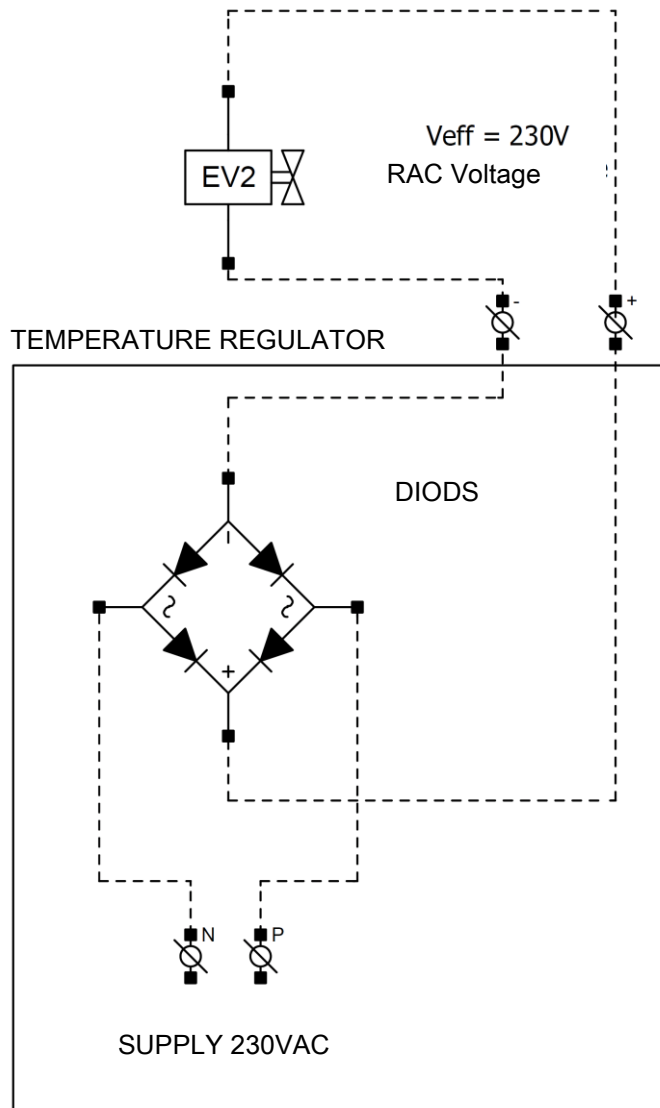 Veff = 230V
EV2
RAC Voltage
- +
TEMPERATURE REGULATOR
DIODS
-
~ ~
+
N P
SUPPLY 230VAC